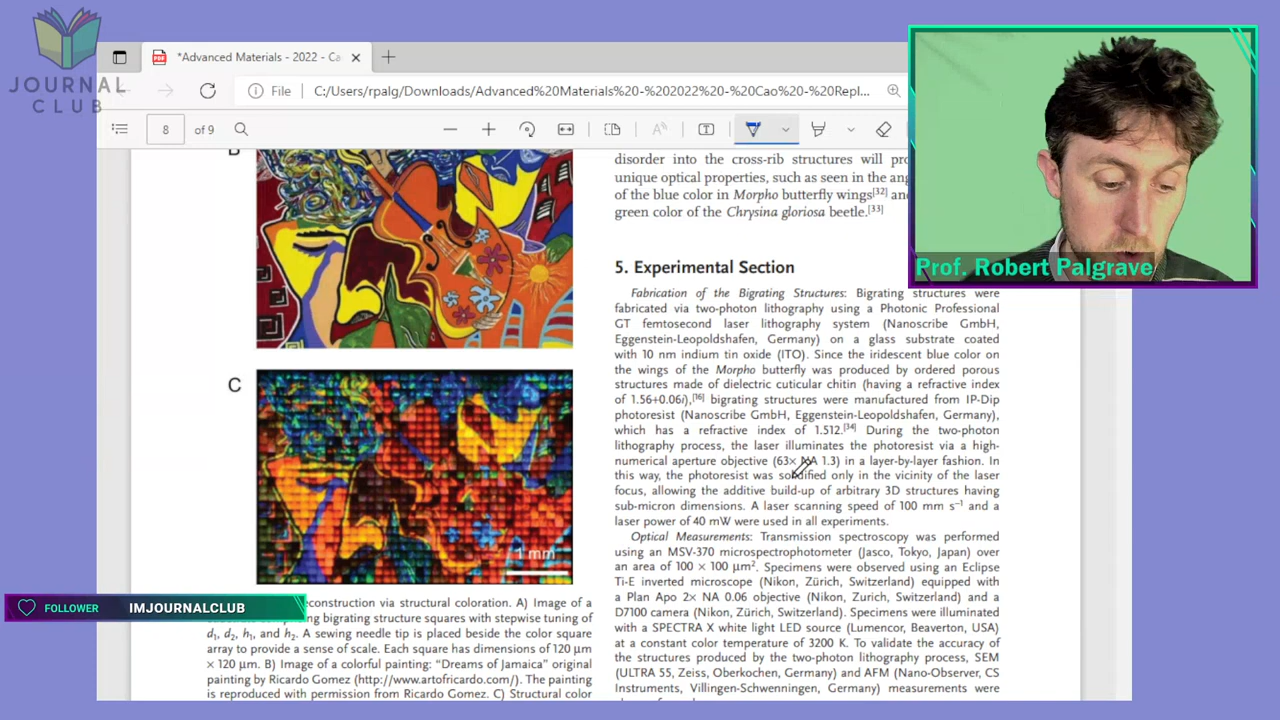 JOURNAL
CLUB
*Advanced Materials - 2022 - Ca
File
C:/Users/rpalg/Downloads/Advanced%20Materials%20-%202022%20-%20Cao%20-%20Repl...
8 of 9
B
C
1 mm
econstruction via structural coloration. A) Image of a
bigrating structure squares with stepwise tuning of
d1, d2, h1, and h2. A sewing needle tip is placed beside the color square
array to provide a sense of scale. Each square has dimensions of 120 μm
× 120 μm. B) Image of a colorful painting: “Dreams of Jamaica” original
painting by Ricardo Gomez (http://www.artofricardo.com/). The painting
is reproduced with permission from Ricardo Gomez. C) Structural color
disorder into the cross-rib structures will pro
unique optical properties, such as seen in the ang
of the blue color in Morpho butterfly wings[32] and
green color of the Chrysina gloriosa beetle.[33]
5. Experimental Section
Fabrication of the Bigrating Structures: Bigrating structures were
fabricated via two-photon lithography using a Photonic Professional
GT femtosecond laser lithography system (Nanoscribe GmbH,
Eggenstein-Leopoldshafen, Germany) on a glass substrate coated
with 10 nm indium tin oxide (ITO). Since the iridescent blue color on
the wings of the Morpho butterfly was produced by ordered porous
structures made of dielectric cuticular chitin (having a refractive index
of 1.56+0.06i),[16] bigrating structures were manufactured from IP-Dip
photoresist (Nanoscribe GmbH, Eggenstein-Leopoldshafen, Germany),
which has a refractive index of 1.512.[34] During the two-photon
lithography process, the laser illuminates the photoresist via a high-
numerical aperture objective (63× NA 1.3) in a layer-by-layer fashion. In
this way, the photoresist was solidified only in the vicinity of the laser
focus, allowing the additive build-up of arbitrary 3D structures having
sub-micron dimensions. A laser scanning speed of 100 mm s−1 and a
laser power of 40 mW were used in all experiments.
Optical Measurements: Transmission spectroscopy was performed
using an MSV-370 microspectrophotometer (Jasco, Tokyo, Japan) over
an area of 100 × 100 μm2. Specimens were observed using an Eclipse
Ti-E inverted microscope (Nikon, Zürich, Switzerland) equipped with
a Plan Apo 2× NA 0.06 objective (Nikon, Zurich, Switzerland) and a
D7100 camera (Nikon, Zürich, Switzerland). Specimens were illuminated
with a SPECTRA X white light LED source (Lumencor, Beaverton, USA)
at a constant color temperature of 3200 K. To validate the accuracy of
the structures produced by the two-photon lithography process, SEM
(ULTRA 55, Zeiss, Oberkochen, Germany) and AFM (Nano-Observer, CS
Instruments, Villingen-Schwenningen, Germany) measurements were
Prof. Robert Palgrave
FOLLOWER IMJOURNALCLUB